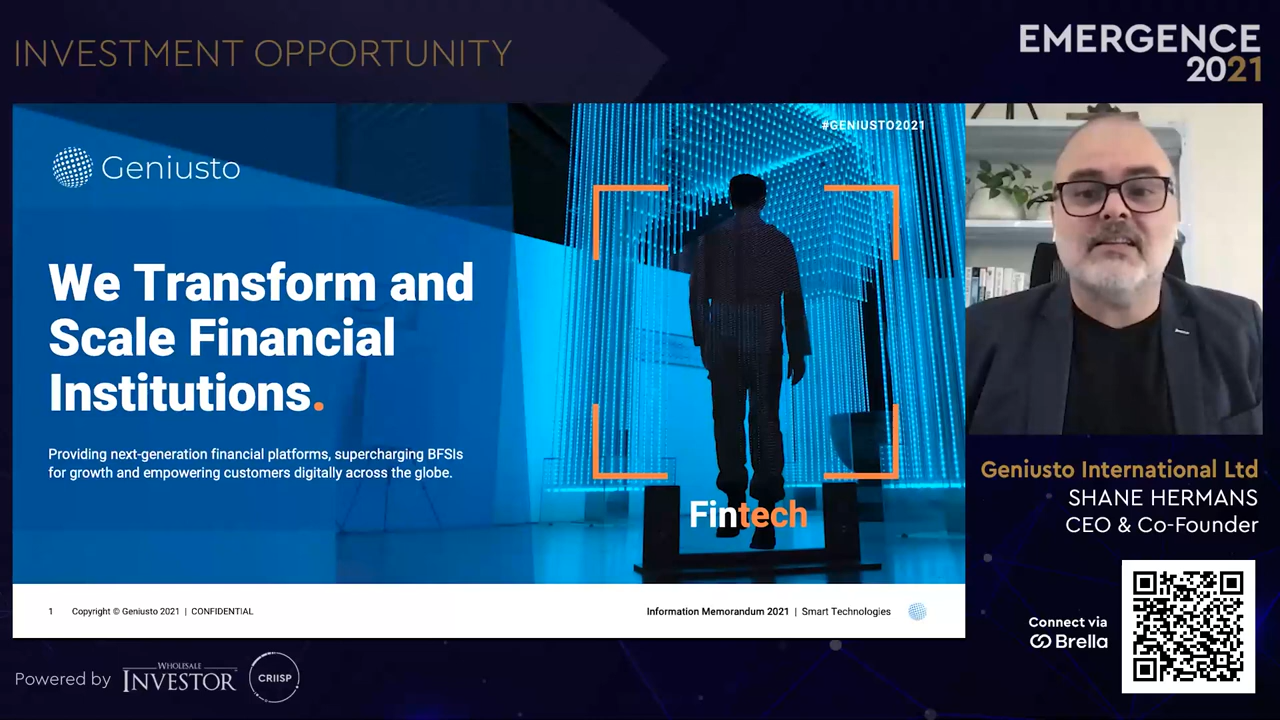 INVESTMENT OPPORTUNITY
EMERGENCE
2021
#GENIUSTO2021
Geniusto
We Transform and
Scale Financial
Institutions.
Providing next-generation financial platforms, supercharging BFSIs
for growth and empowering customers digitally across the globe.
Fintech
1 Copyright © Geniusto 2021 | CONFIDENTIAL
Information Memorandum 2021 | Smart Technologies
Geniusto International Ltd
SHANE HERMANS
CEO & Co-Founder
Connect via
Brella
Powered by
WHOLESALE
INVESTOR
CRIISP